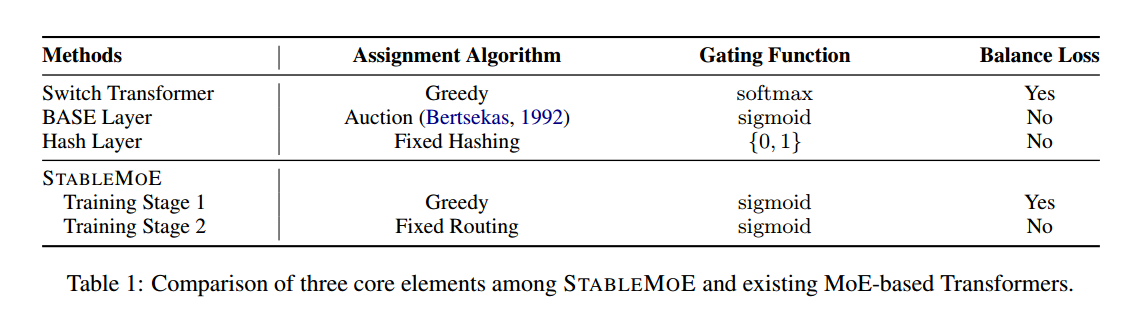 Methods Assignment Algorithm Gating Function Balance Loss
Switch Transformer Greedy softmax Yes
BASE Layer Auction (Bertsekas, 1992) sigmoid No
Hash Layer Fixed Hashing {0, 1} No
STABLEMOE
Training Stage 1 Greedy sigmoid Yes
Training Stage 2 Fixed Routing sigmoid No
Table 1: Comparison of three core elements among STABLEMOE and existing MoE-based Transformers.